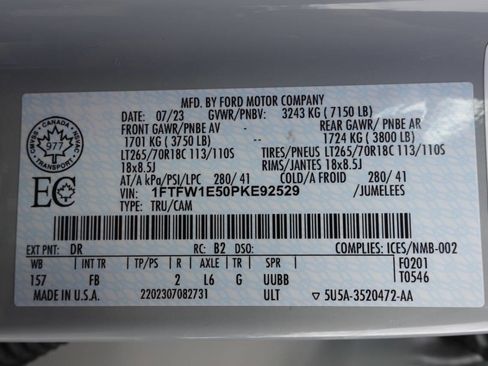 MFD. BY FORD MOTOR COMPANY
07/23 GVWR/PNBV: 3243 KG ( 7150 LB)
FRONT GAWR/PNBE AV REAR GAWR/ PNBE AR
1701 KG ( 3750 LB) 1724 KG ( 3800 LB)
LT265/70R18C 113/110S TIRES/PNEUS LT265/70R18C 113/110S
18x8.5J 18x8.5J
AT/A kPa/PSI/LPC 280/ 41 COLD/A FROID 280/ 41
VIN: 1FTFW1E50PKE92529 /JUMELEES
TYPE: TRU/CAM
CANADA
977
TRANSPORT
EC
EXT PNT: DR RC: B2 DSO: COMPLIES: ICES/NMB-002
WB INT TR TP/PS R AXLE TR SPR F0201
157 FB 2 L6 G UUBB T0546
MADE IN U.S.A. 2202307082731 ULT 5U5A-3520472-AA